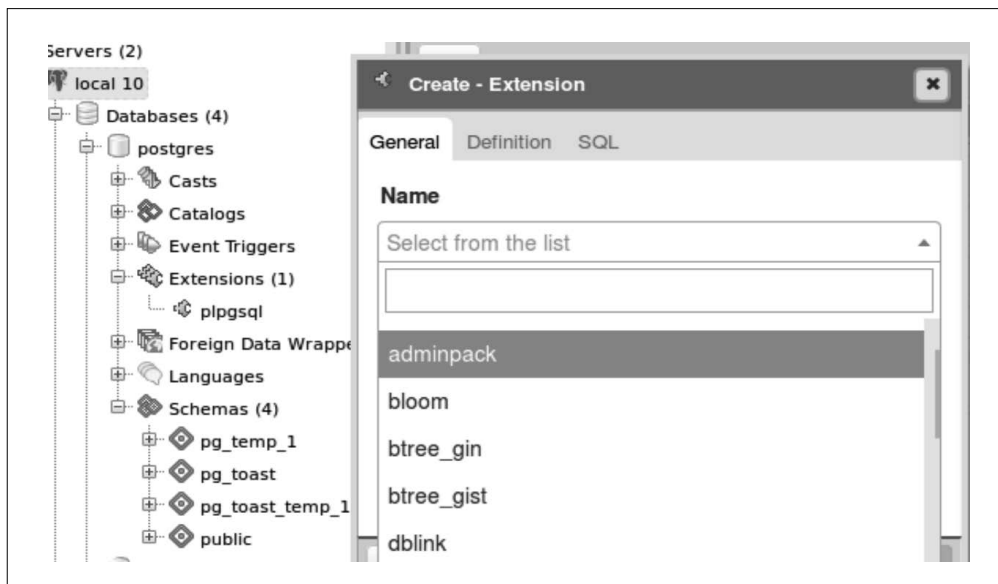 Servers (2)
local 10
Databases (4)
postgres
Casts
Catalogs
Event Triggers
Extensions (1)
plpgsql
Foreign Data Wrappe
Languages
Schemas (4)
pg_temp_1
pg_toast
pg_toast_temp_1
public
Create - Extension
General Definition SQL
Name
Select from the list
adminpack
bloom
btree_gin
btree_gist
dblink